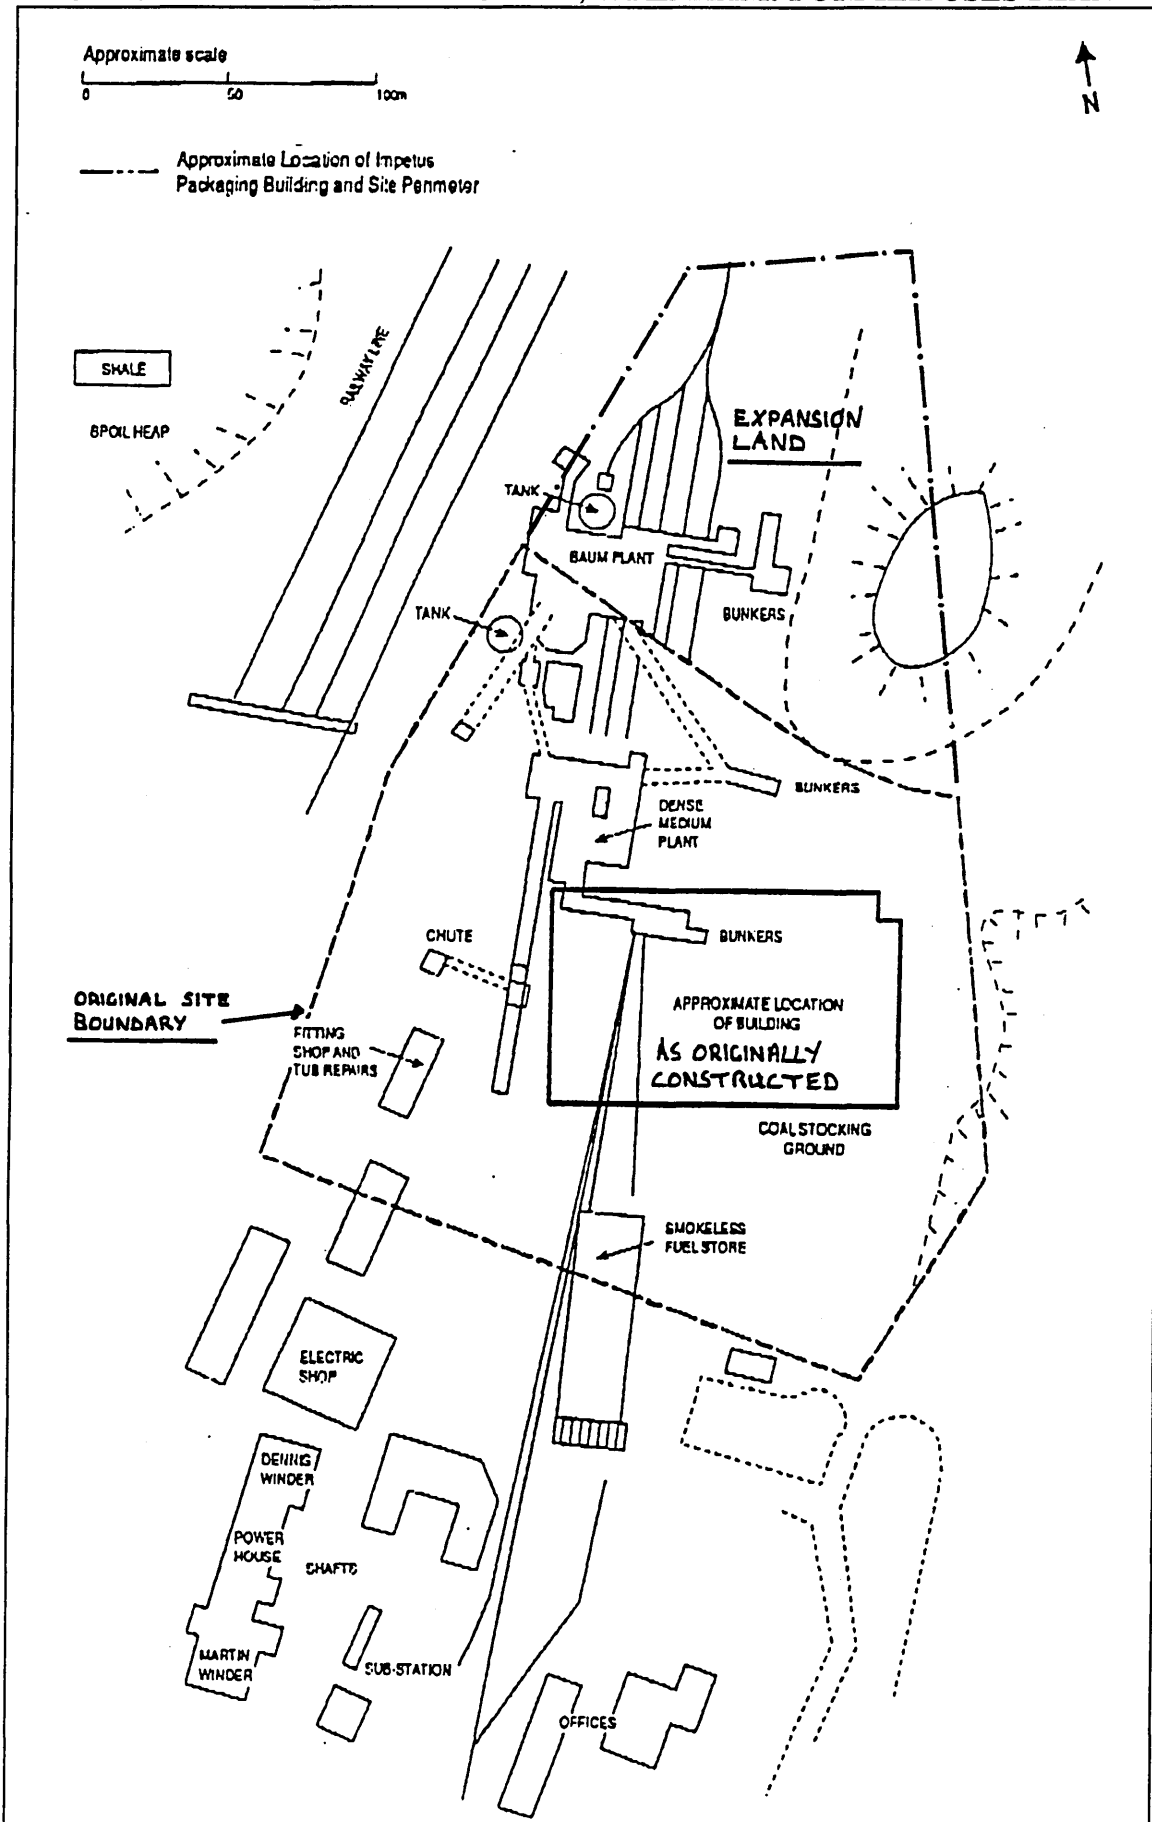 Approximate scale
0 50 100m
N
Approximate Location of Impetus
Packaging Building and Site Perimeter
SHALE
SPOIL HEAP
RAILWAY LINE
EXPANSION
LAND
TANK
BAUM PLANT
BUNKERS
TANK
BUNKERS
DENSE
MEDIUM
PLANT
CHUTE
BUNKERS
ORIGINAL SITE
BOUNDARY
APPROXIMATE LOCATION
OF BUILDING
AS ORIGINALLY
CONSTRUCTED
FITTING
SHOP AND
TUB REPAIRS
COAL STOCKING
GROUND
SMOKELESS
FUEL STORE
ELECTRIC
SHOP
DENNIS
WINDER
POWER
HOUSE
SHAFTS
MARTIN
WINDER
SUB-STATION
OFFICES